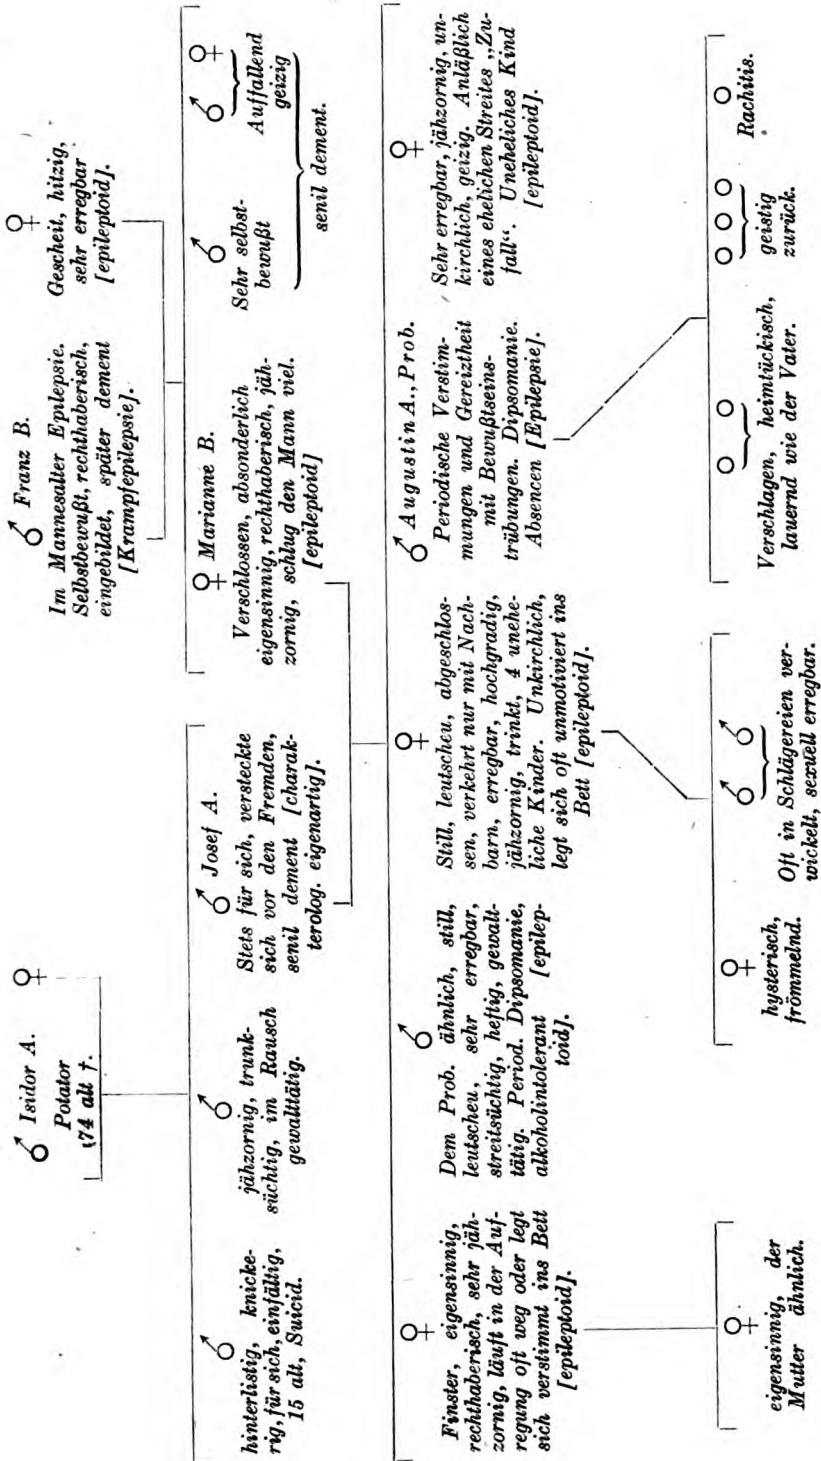 ♂ Isidor A.
Potator
(74 alt †.
♀
♂ Franz B.
Im Mannesalter Epilepsie.
Selbstbewußt, rechthaberisch,
eingebildet, später dement
[Krampfepilepsie].
♀
Gescheit, hitzig,
sehr erregbar
[epileptoid].
♂
hinterlistig, knicke-
rig, für sich, einfältig,
15 alt, Suicid.
♂
jähzornig, trunk-
süchtig, im Rausch
gewalttätig.
♂ Josef A.
Stets für sich, versteckte
sich vor den Fremden,
senil dement [charak-
terolog. eigenartig].
♀ Marianne B.
Verschlossen, absonderlich
eigensinnig, rechthaberisch, jäh-
zornig, schlug den Mann viel.
[epileptoid]
♂
Sehr selbst-
bewußt
♂ ♀
Auffallend
geizig
senil dement.
♀
Finster, eigensinnig,
rechthaberisch, sehr jäh-
zornig, läuft in der Auf-
regung oft weg oder legt
sich verstimmt ins Bett
[epileptoid].
♂
Dem Prob. ähnlich, still,
leutscheu, sehr erregbar,
streitsüchtig, heftig, gewalt-
tätig. Period. Dipsomanie,
alkoholintolerant [epilep-
toid].
♀
Still, leutscheu, abgeschlos-
sen, verkehrt nur mit Nach-
barn, erregbar, hochgradig,
jähzornig, trinkt, 4 unehe-
liche Kinder. Unkirchlich,
legt sich oft unmotiviert ins
Bett [epileptoid].
♂ Augustin A., Prob.
Periodische Verstim-
mungen und Gereiztheit
mit Bewußtseins-
trübungen. Dipsomanie.
Absencen [Epilepsie].
♀
Sehr erregbar, jähzornig, un-
kirchlich, geizig. Anläßlich
eines ehelichen Streites „Zu-
fall“. Uneheliches Kind
[epileptoid].
♀
eigensinnig, der
Mutter ähnlich.
♀
hysterisch,
frömmelnd.
♂ ♂
Oft in Schlägereien ver-
wickelt, sexuell erregbar.
O O
Verschlagen, heimtückisch,
lauernd wie der Vater.
O O O
geistig
zurück.
O
Rachitis.